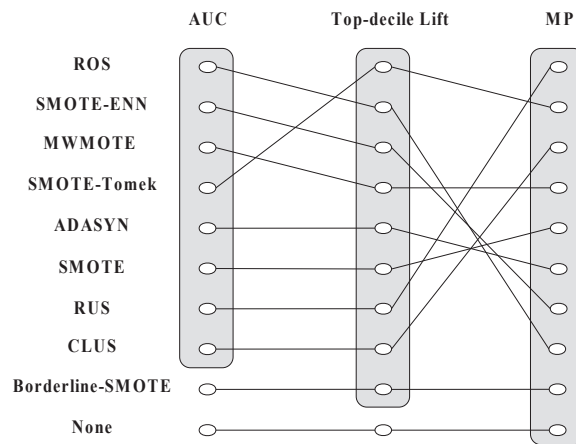 AUC Top-decile Lift MP
ROS
SMOTE-ENN
MWMOTE
SMOTE-Tomek
ADASYN
SMOTE
RUS
CLUS
Borderline-SMOTE
None